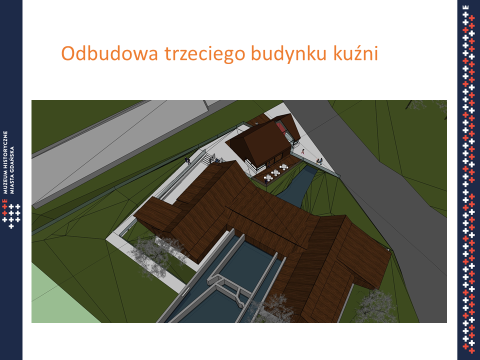 Odbudowa trzeciego budynku kuźni
MUZEUM HISTORYCZNE
MIASTA GDAŃSKA